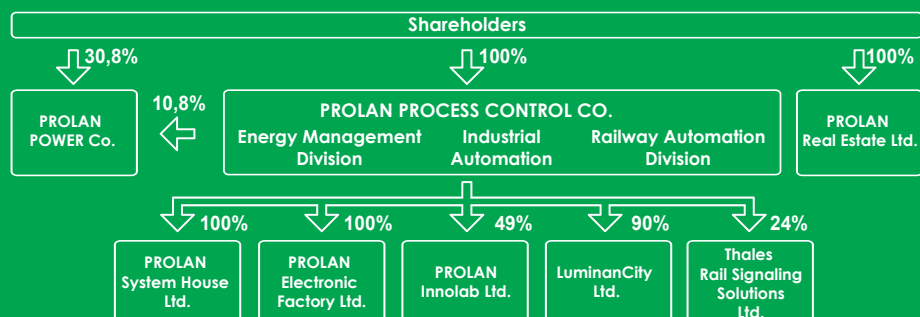 Shareholders
30,8%
100%
100%
PROLAN
POWER Co.
10,8%
PROLAN PROCESS CONTROL CO.
Energy Management
Division
Industrial
Automation
Railway Automation
Division
PROLAN
Real Estate Ltd.
100%
100%
49%
90%
24%
PROLAN
System House
Ltd.
PROLAN
Electronic
Factory Ltd.
PROLAN
Innolab Ltd.
LuminanCity
Ltd.
Thales
Rail Signaling
Solutions
Ltd.